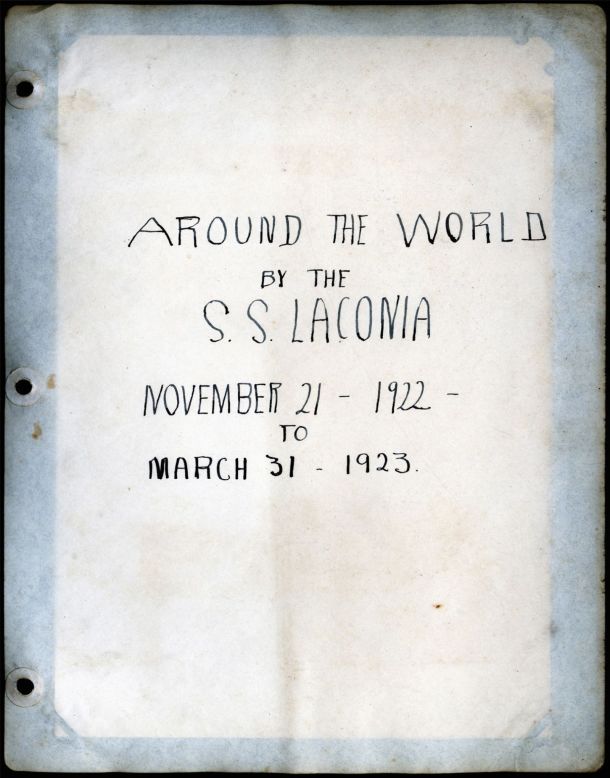 AROUND THE WORLD
BY THE
S.S. LACONIA
NOVEMBER 21 - 1922 -
TO
MARCH 31 - 1923.